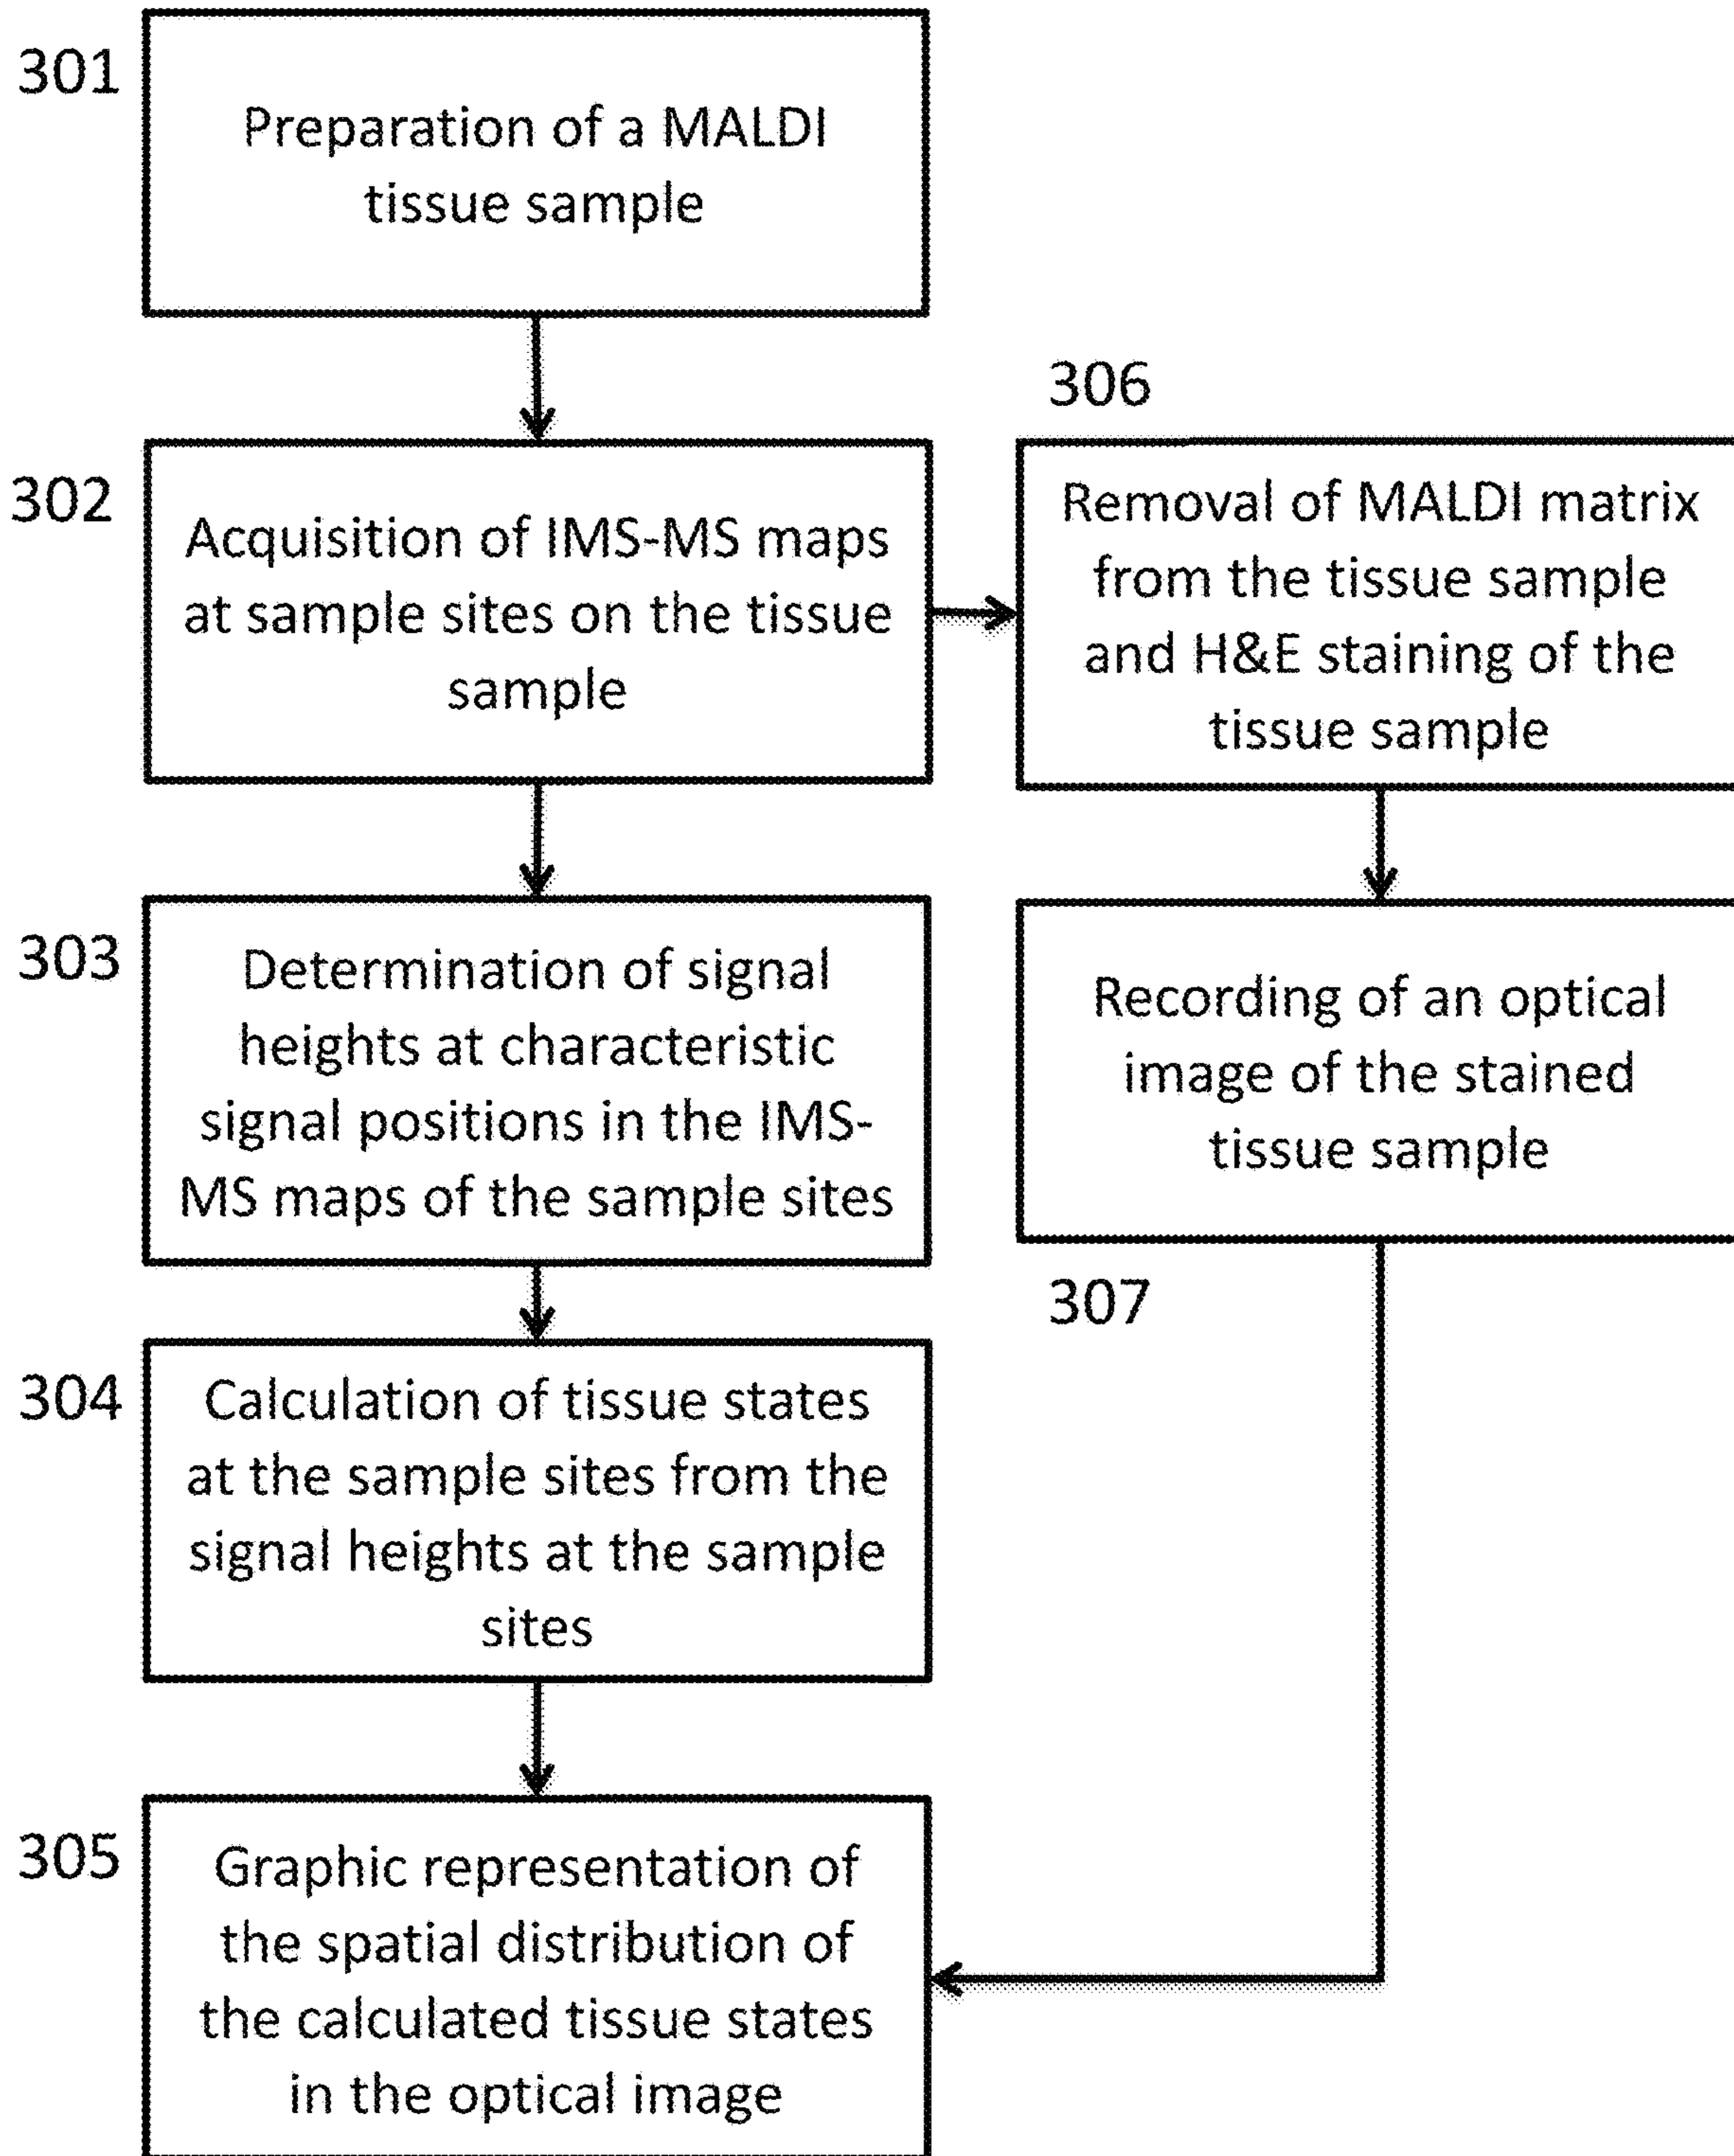 301
Preparation of a MALDI
tissue sample
302
Acquisition of IMS-MS maps
at sample sites on the tissue
sample
303
Determination of signal
heights at characteristic
signal positions in the IMS-
MS maps of the sample sites
304
Calculation of tissue states
at the sample sites from the
signal heights at the sample
sites
305
Graphic representation of
the spatial distribution of
the calculated tissue states
in the optical image
306
Removal of MALDI matrix
from the tissue sample
and H&E staining of the
tissue sample
Recording of an optical
image of the stained
tissue sample
307